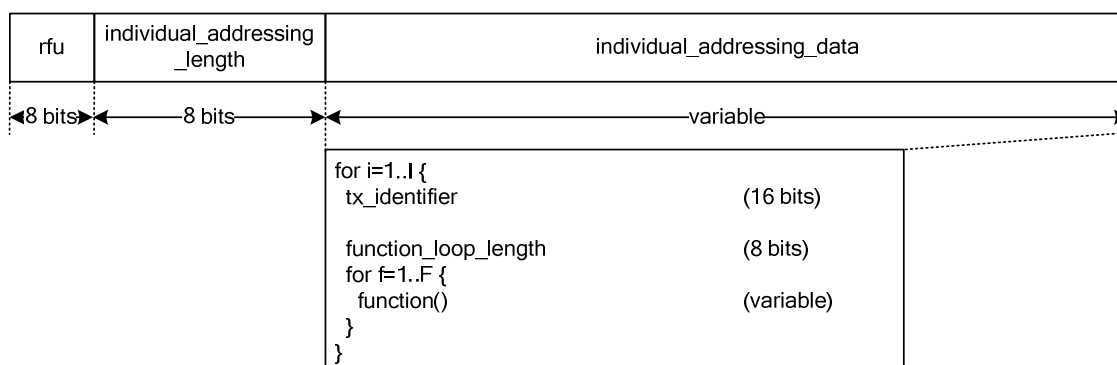 rfu
individual_addressing
_length
individual_addressing_data
8 bits
8 bits
variable
for i=1..I {
tx_identifier (16 bits)
function_loop_length (8 bits)
for f=1..F {
function() (variable)
}
}